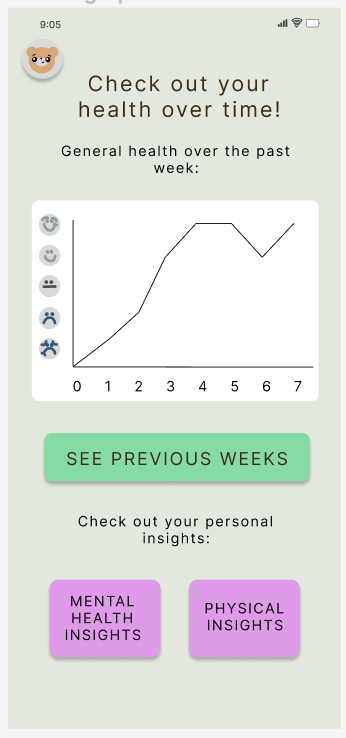 9:05
Check out your
health over time!
General health over the past
week:
0 1 2 3 4 5 6 7
SEE PREVIOUS WEEKS
Check out your personal
insights:
MENTAL
HEALTH
INSIGHTS
PHYSICAL
INSIGHTS